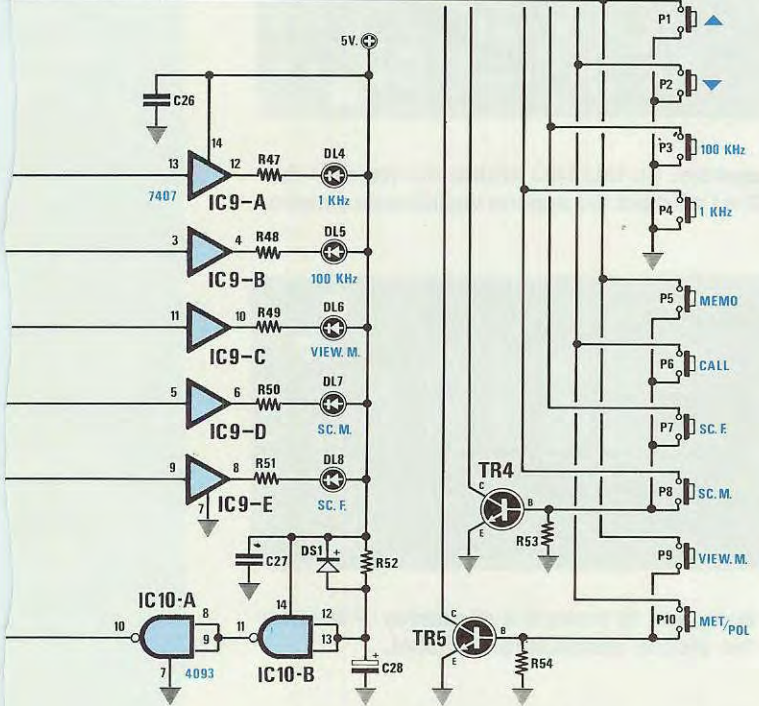 5V.
C26
14
13
12
R47
DL4
7407
IC9-A
1 KHz
3
4
R48
DL5
IC9-B
100 KHz
11
10
R49
DL6
IC9-C
VIEW. M.
5
6
R50
DL7
IC9-D
SC. M.
9
8
R51
DL8
7
IC9-E
SC. F.
C27
DS1
+
R52
IC10-A
14
10
8
9
11
12
13
7
4093
IC10-B
+
C28
P1
P2
P3
100 KHz
P4
1 KHz
P5
MEMO
P6
CALL
P7
SC. F.
TR4
C
B
E
R53
P8
SC. M.
P9
VIEW. M.
TR5
C
B
E
R54
P10
MET/POL